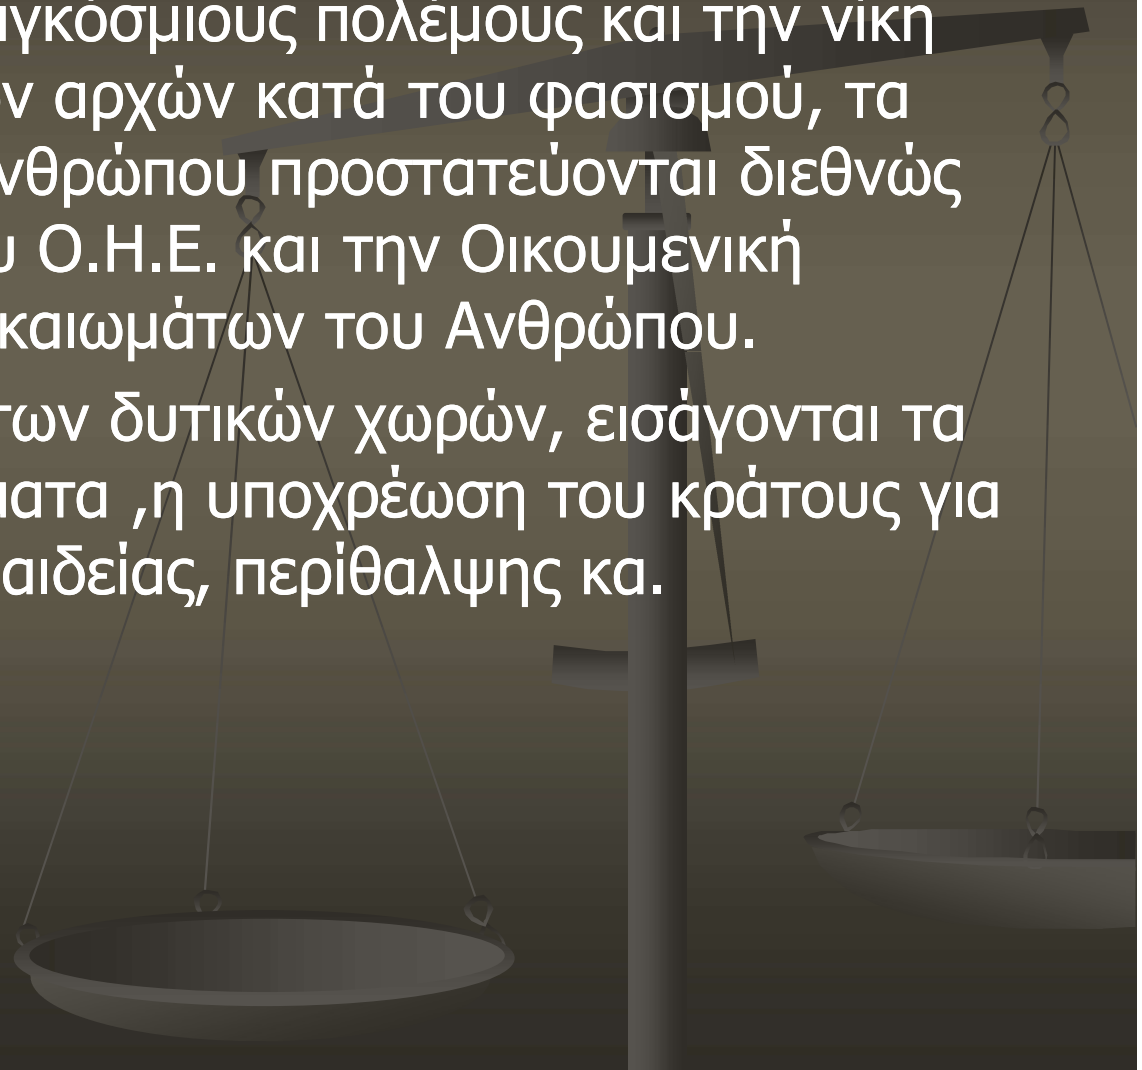 γκόσμιους πολέμους και την νίκη
ν αρχών κατά του φασισμού, τα
νθρώπου προστατεύονται διεθνώς
υ Ο.Η.Ε. και την Οικουμενική
καιωμάτων του Ανθρώπου.
των δυτικών χωρών, εισάγονται τα
ματα ,η υποχρέωση του κράτους για
αιδείας, περίθαλψης κα.